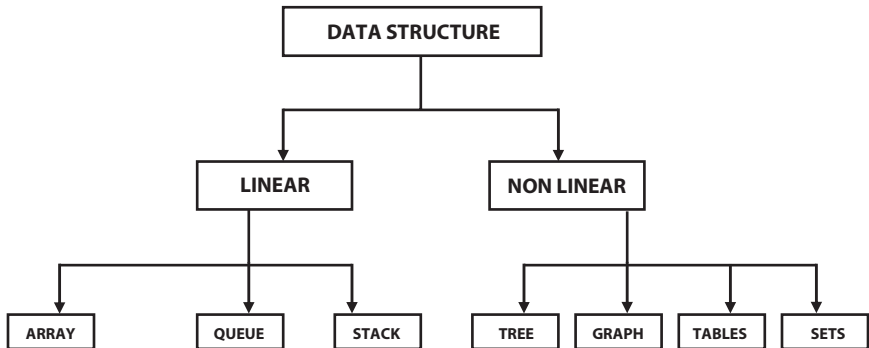 DATA STRUCTURE
LINEAR
NON LINEAR
ARRAY
QUEUE
STACK
TREE
GRAPH
TABLES
SETS